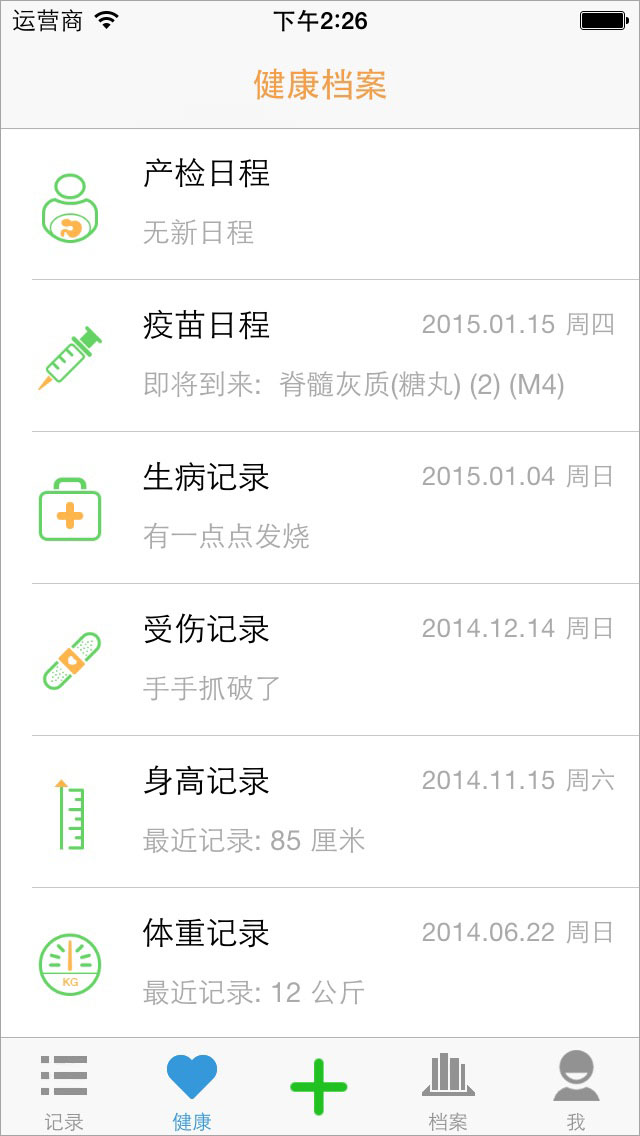 运营商 下午2:26
健康档案
产检日程
无新日程
疫苗日程 2015.01.15 周四
即将到来: 脊髓灰质(糖丸) (2) (M4)
生病记录 2015.01.04 周日
有一点点发烧
受伤记录 2014.12.14 周日
手手抓破了
身高记录 2014.11.15 周六
最近记录: 85 厘米
体重记录 2014.06.22 周日
KG
最近记录: 12 公斤
记录 健康 档案 我